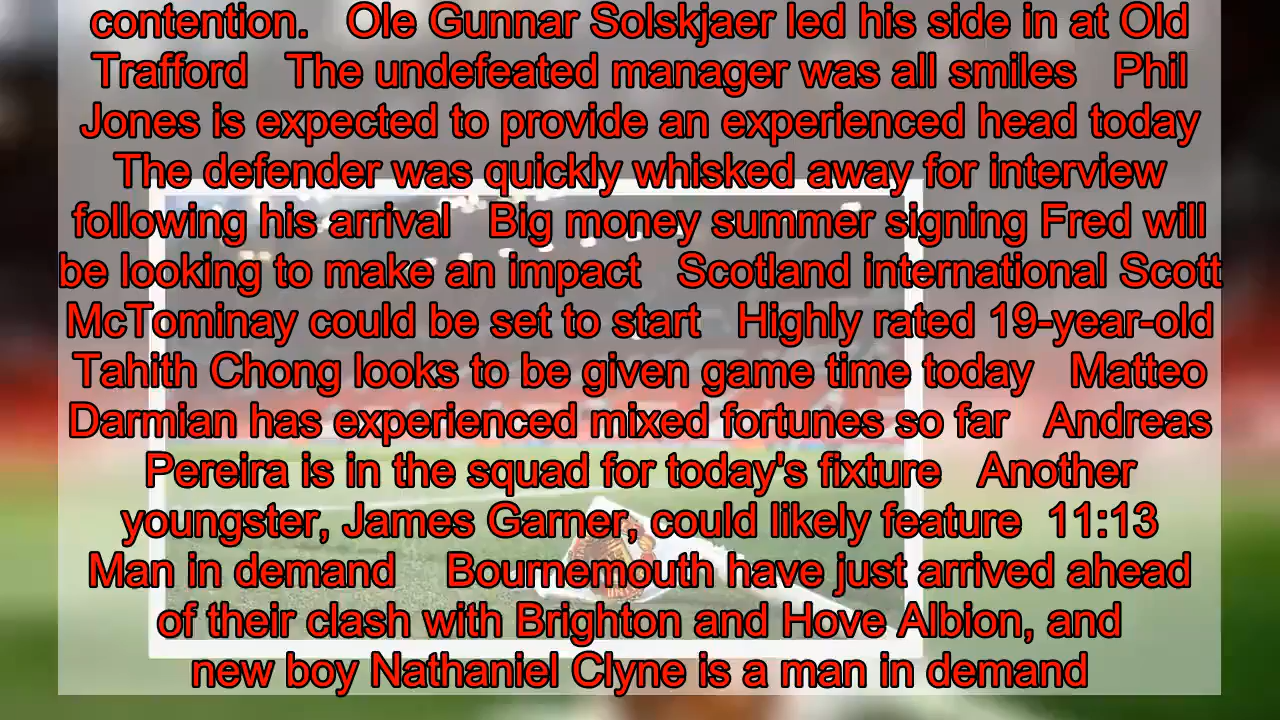 contention. Ole Gunnar Solskjaer led his side in at Old
Trafford The undefeated manager was all smiles Phil
Jones is expected to provide an experienced head today
The defender was quickly whisked away for interview
following his arrival Big money summer signing Fred will
be looking to make an impact Scotland international Scott
McTominay could be set to start Highly rated 19-year-old
Tahith Chong looks to be given game time today Matteo
Darmian has experienced mixed fortunes so far Andreas
Pereira is in the squad for today's fixture Another
youngster, James Garner, could likely feature 11:13
Man in demand Bournemouth have just arrived ahead
of their clash with Brighton and Hove Albion, and
new boy Nathaniel Clyne is a man in demand